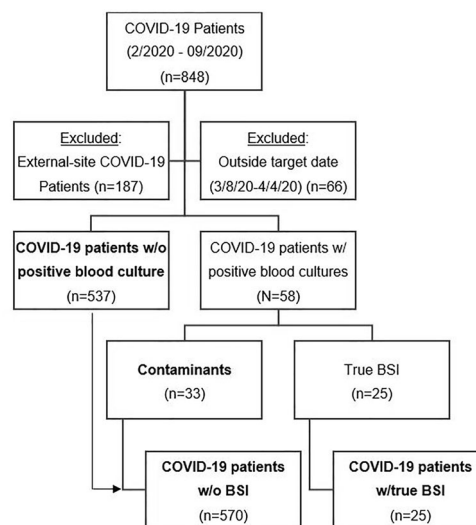 COVID-19 Patients
(2/2020 - 09/2020)
(n=848)
Excluded:
External-site COVID-19
Patients (n=187)
Excluded:
Outside target date
(3/8/20-4/4/20) (n=66)
COVID-19 patients w/o
positive blood culture
(n=537)
COVID-19 patients w/
positive blood cultures
(N=58)
Contaminants
(n=33)
True BSI
(n=25)
COVID-19 patients
w/o BSI
(n=570)
COVID-19 patients
w/true BSI
(n=25)